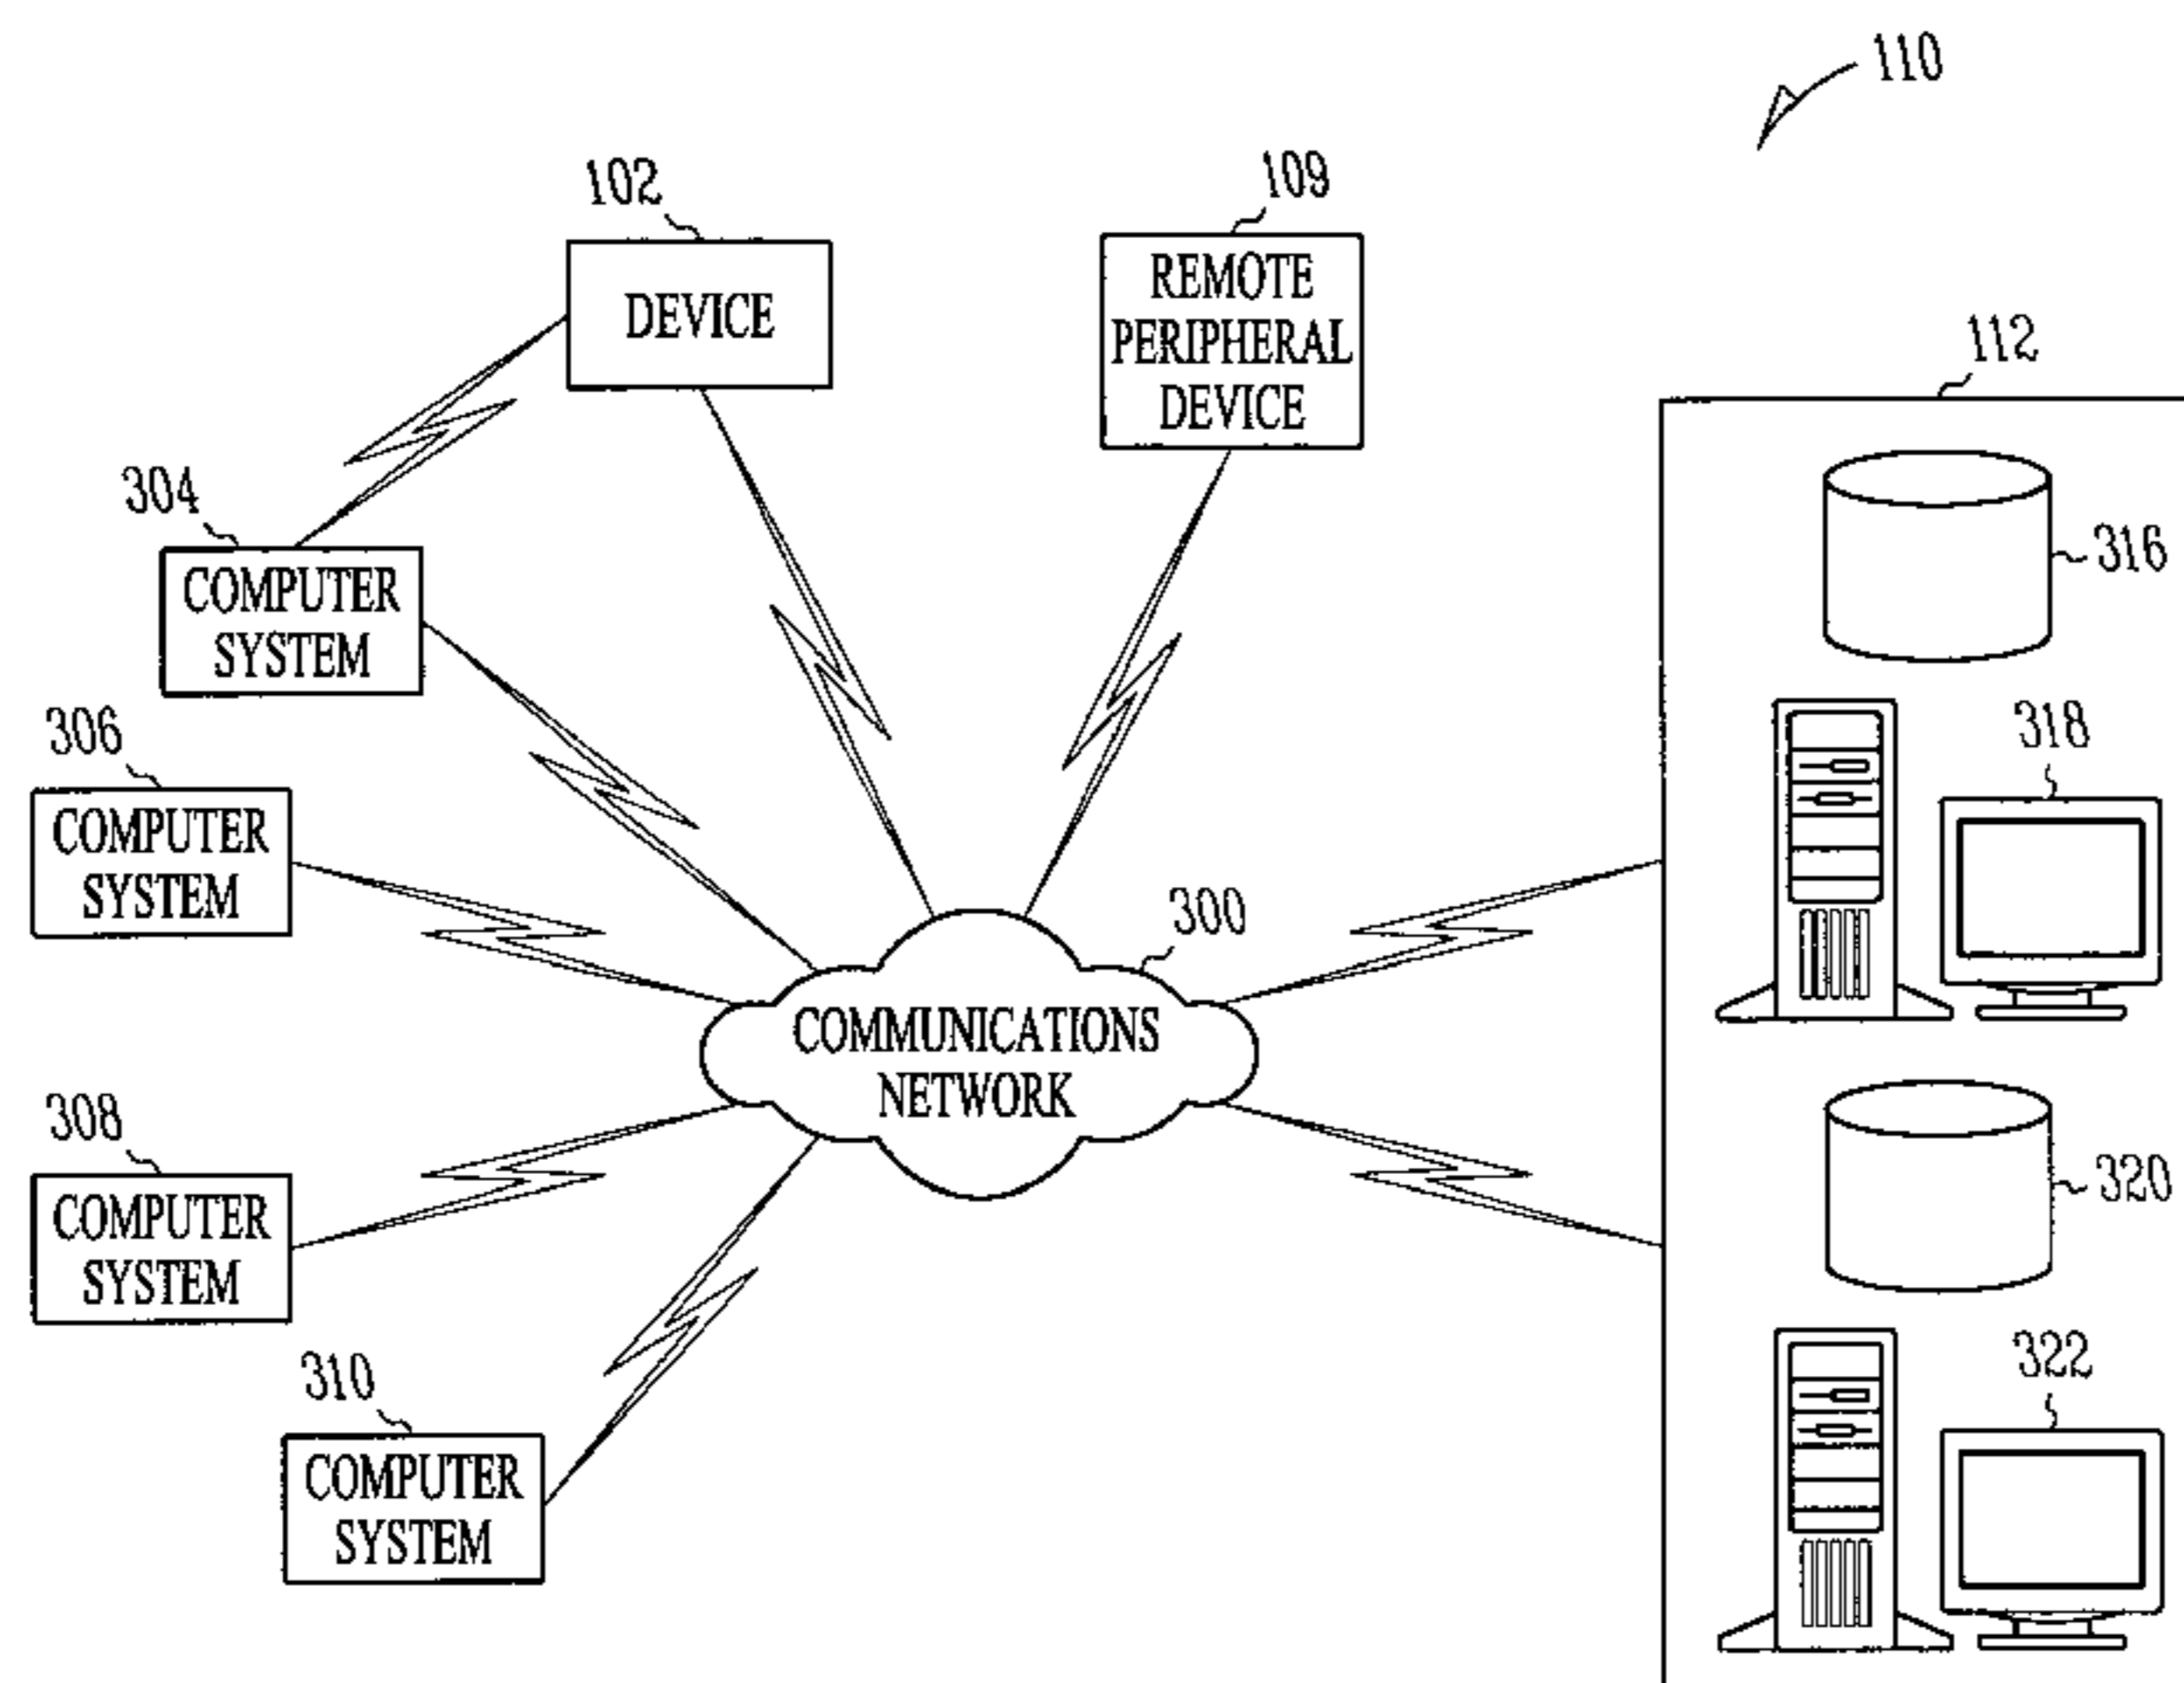 110
102
109
DEVICE
REMOTE
PERIPHERAL
DEVICE
112
304
COMPUTER
SYSTEM
316
306
COMPUTER
SYSTEM
318
300
COMMUNICATIONS
NETWORK
308
COMPUTER
SYSTEM
320
310
COMPUTER
SYSTEM
322